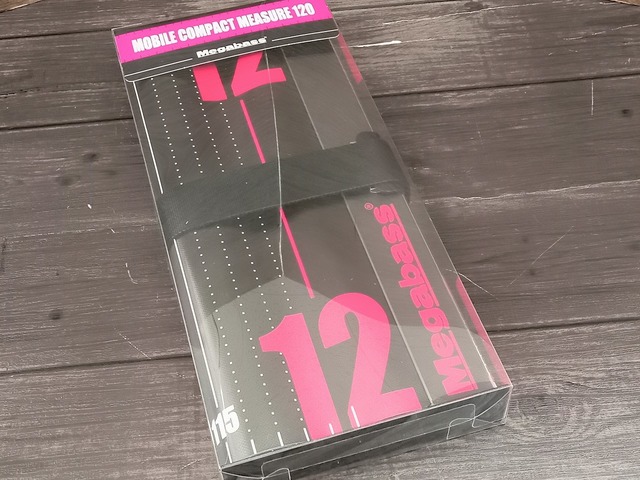 MOBILE COMPACT MEASURE 120
Megabass
12
Megabass®
12
115